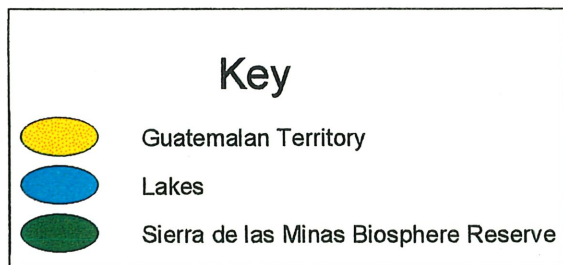 Key
Guatemalan Territory
Lakes
Sierra de las Minas Biosphere Reserve